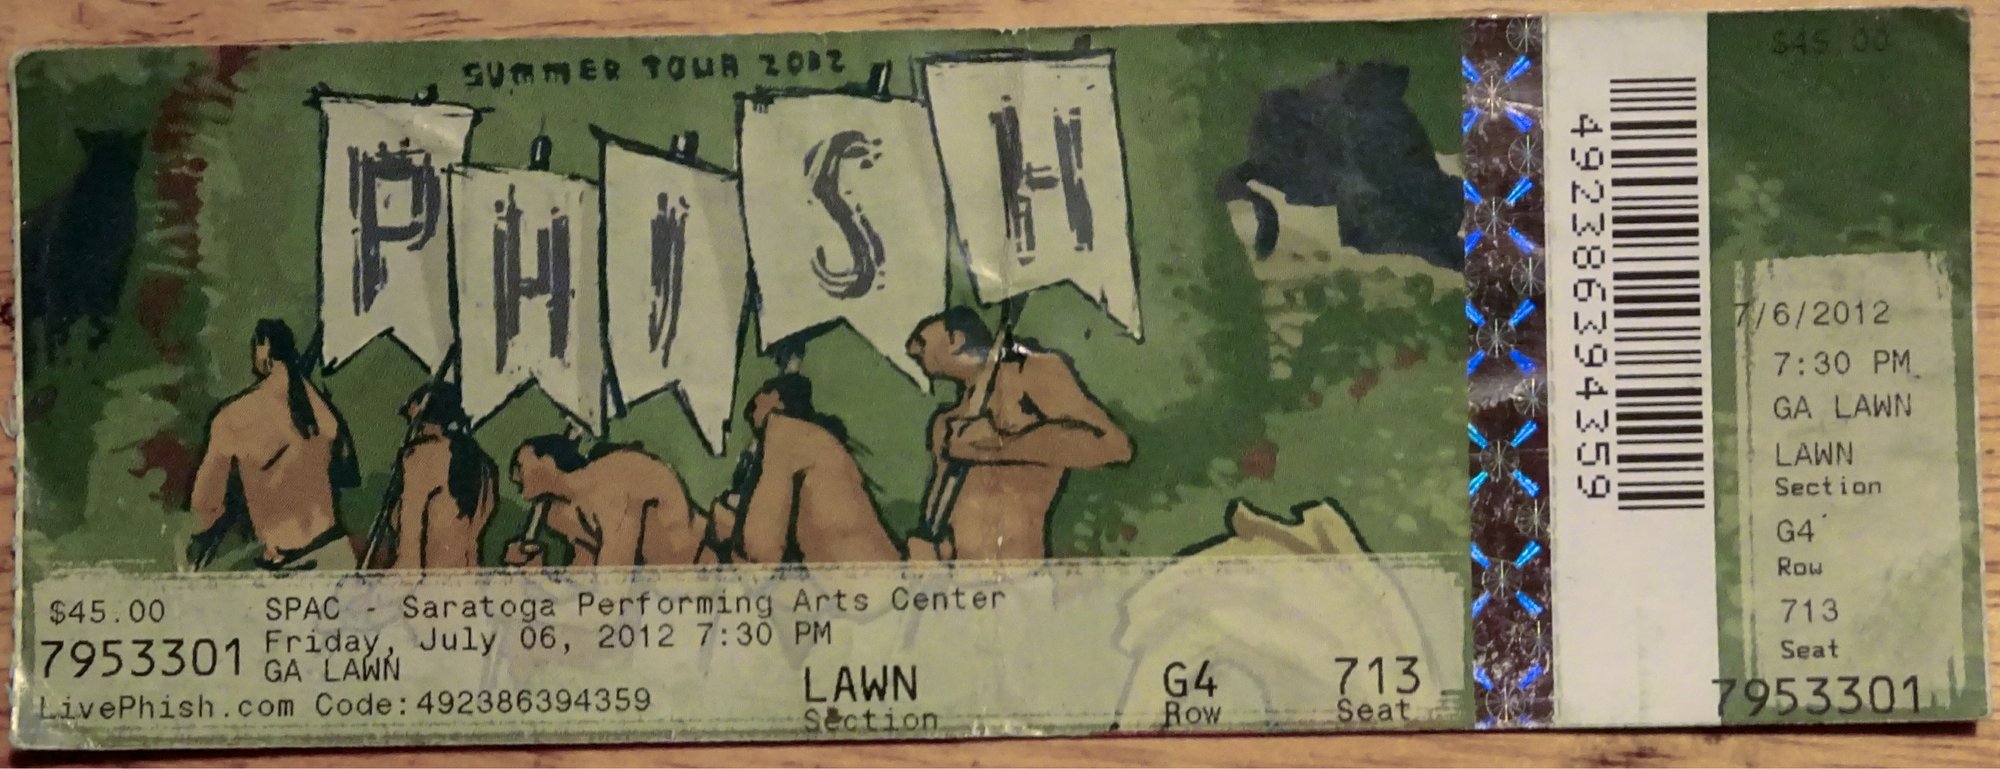 SUMMER TOUR 2012
PHISH
$45.00
7953301
SPAC - Saratoga Performing Arts Center
Friday, July 06, 2012 7:30 PM
GA LAWN
LivePhish.com Code:492386394359
LAWN
Section
G4
Row
713
Seat
492386394359
$45.00
7/6/2012
7:30 PM
GA LAWN
LAWN
Section
G4
Row
713
Seat
7953301